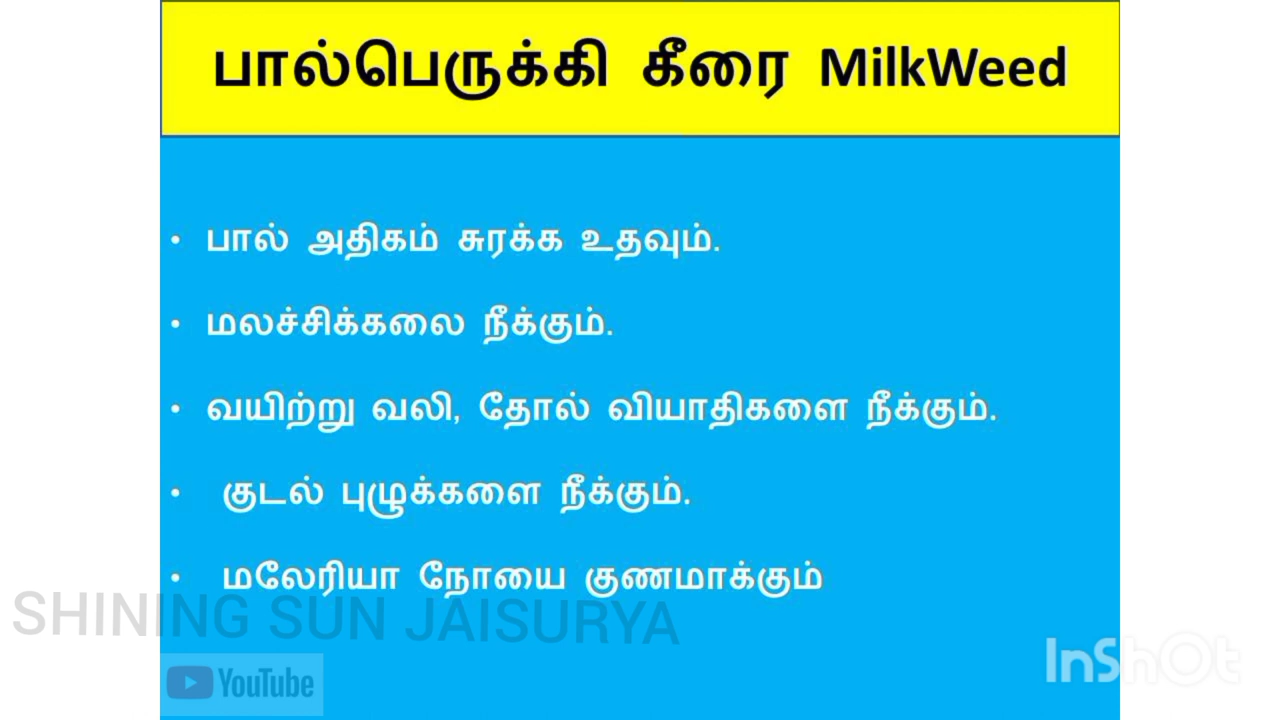 பால்பெருக்கி கீரை MilkWeed
• பால் அதிகம் சுரக்க உதவும்.
• மலச்சிக்கலை நீக்கும்.
• வயிற்று வலி, தோல் வியாதிகளை நீக்கும்.
• குடல் புழுக்களை நீக்கும்.
• மலேரியா நோயை குணமாக்கும்
SHINING SUN JAISURYA
YouTube
InShOt